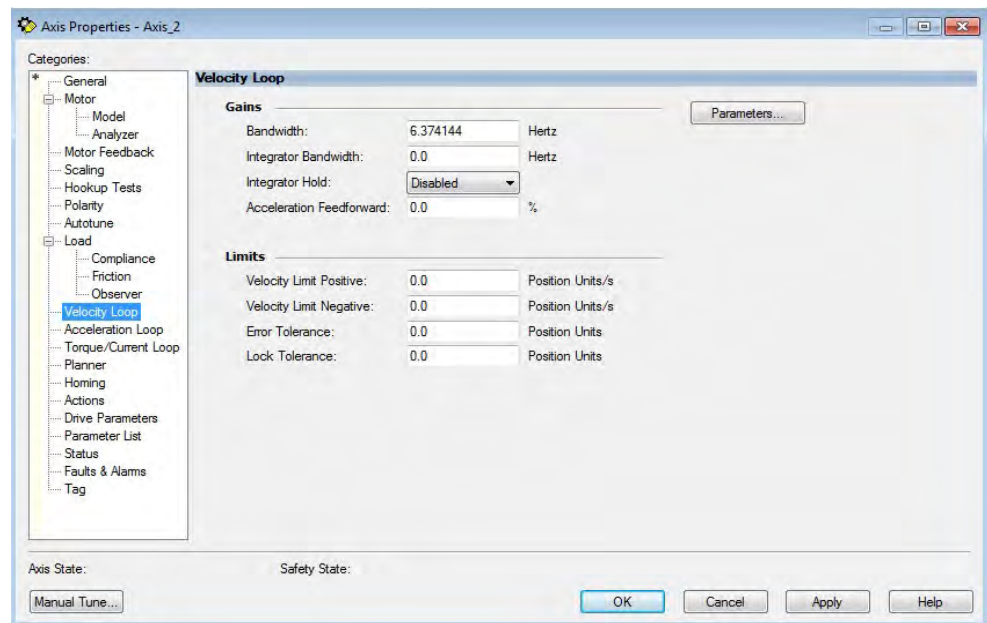 Axis Properties - Axis_2
Categories:
* General
Motor
Model
Analyzer
Motor Feedback
Scaling
Hookup Tests
Polarity
Autotune
Load
Compliance
Friction
Observer
Velocity Loop
Acceleration Loop
Torque/Current Loop
Planner
Homing
Actions
Drive Parameters
Parameter List
Status
Faults & Alarms
Tag
Velocity Loop
Gains
Parameters...
Bandwidth: 6.374144 Hertz
Integrator Bandwidth: 0.0 Hertz
Integrator Hold: Disabled
Acceleration Feedforward: 0.0 %
Limits
Velocity Limit Positive: 0.0 Position Units/s
Velocity Limit Negative: 0.0 Position Units/s
Error Tolerance: 0.0 Position Units
Lock Tolerance: 0.0 Position Units
Axis State: Safety State:
Manual Tune... OK Cancel Apply Help